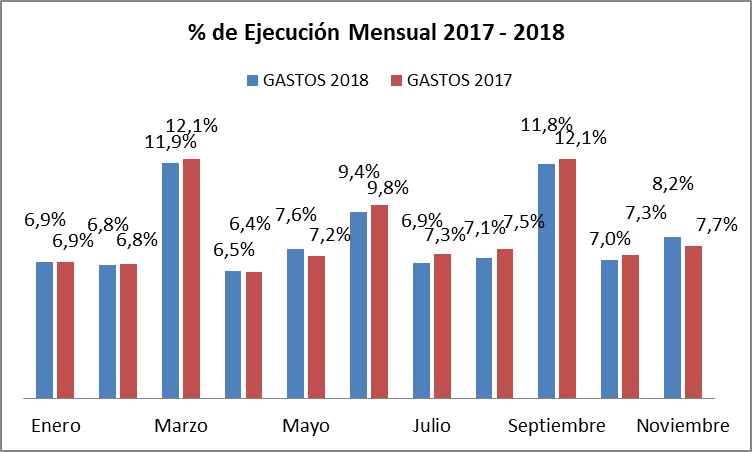 % de Ejecución Mensual 2017 - 2018
GASTOS 2018 GASTOS 2017
6,9% 6,9% 6,8% 6,8% 11,9% 12,1% 6,5% 6,4% 7,6% 7,2% 9,4% 9,8% 6,9% 7,3% 7,1% 7,5% 11,8% 12,1% 7,0% 7,3% 8,2% 7,7%
Enero Marzo Mayo Julio Septiembre Noviembre